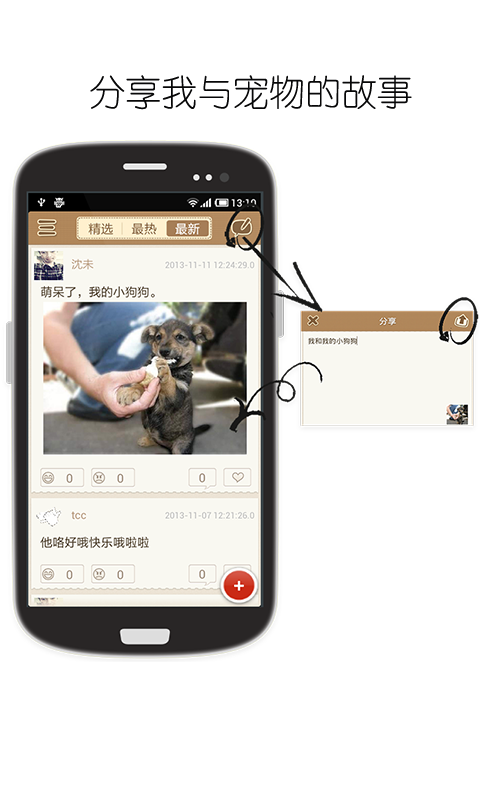 分享我与宠物的故事
13:19
精选 最热 最新
沈未
2013-11-11 12:24:29.0
萌呆了，我的小狗狗。
0 0 0
tcc
2013-11-07 12:21:26.0
他咯好哦快乐哦啦啦
0 0 0
分享
我和我的小狗狗